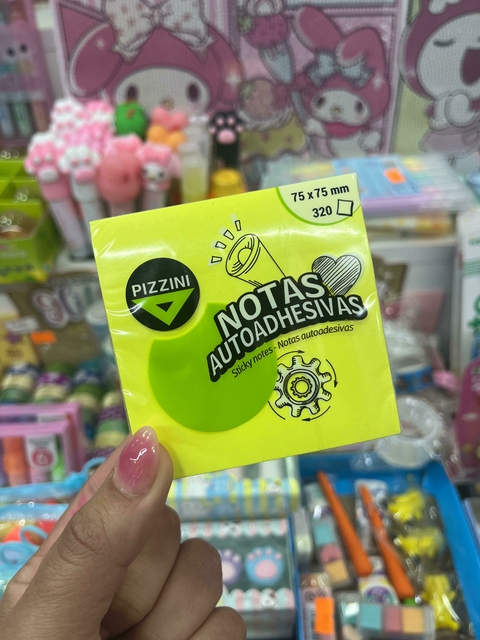 75 x 75 mm
320
PIZZINI
NOTAS
AUTOADHESIVAS
Sticky notes - Notas autoadesivas